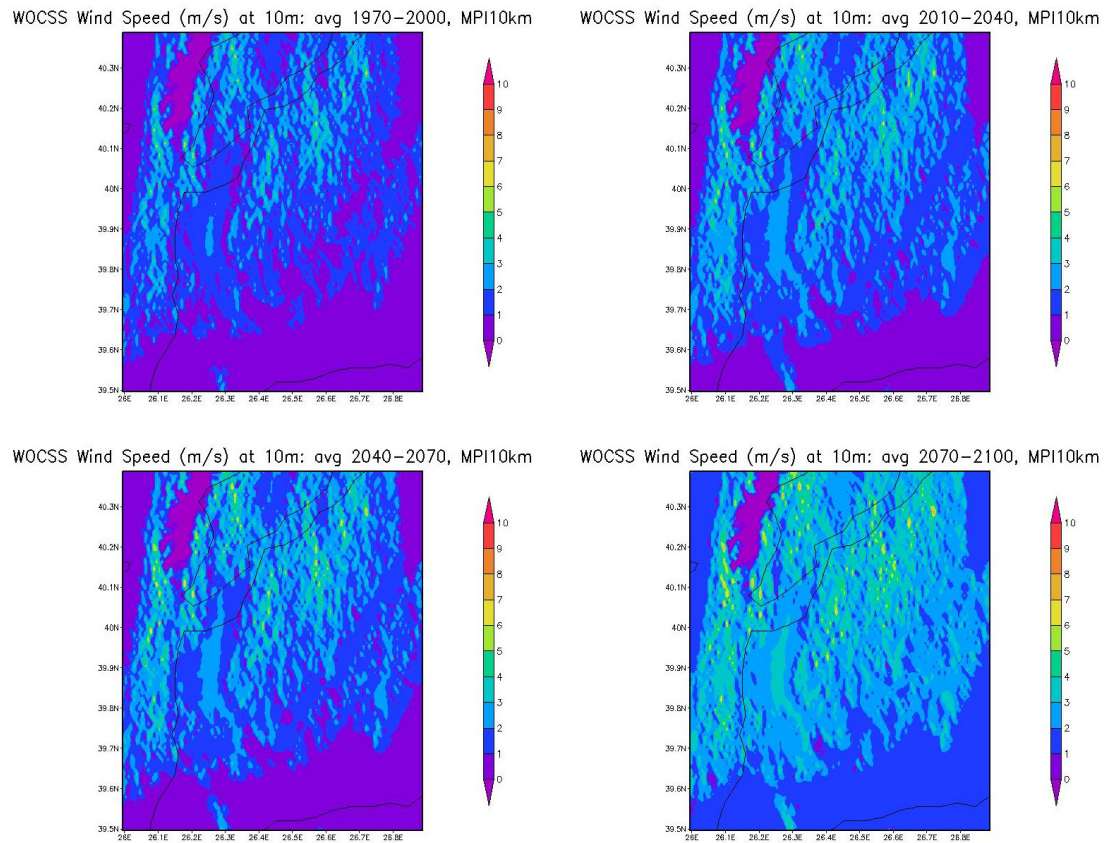 WOCSS Wind Speed (m/s) at 10m: avg 1970-2000, MPI10km
40.3N
40.2N
40.1N
40N
39.9N
39.8N
39.7N
39.6N
39.5N
26E 26.1E 26.2E 26.3E 26.4E 26.5E 26.6E 26.7E 26.8E
10
9
8
7
6
5
4
3
2
1
0
WOCSS Wind Speed (m/s) at 10m: avg 2010-2040, MPI10km
40.3N
40.2N
40.1N
40N
39.9N
39.8N
39.7N
39.6N
39.5N
26E 26.1E 26.2E 26.3E 26.4E 26.5E 26.6E 26.7E 26.8E
10
9
8
7
6
5
4
3
2
1
0
WOCSS Wind Speed (m/s) at 10m: avg 2040-2070, MPI10km
40.3N
40.2N
40.1N
40N
39.9N
39.8N
39.7N
39.6N
39.5N
26E 26.1E 26.2E 26.3E 26.4E 26.5E 26.6E 26.7E 26.8E
10
9
8
7
6
5
4
3
2
1
0
WOCSS Wind Speed (m/s) at 10m: avg 2070-2100, MPI10km
40.3N
40.2N
40.1N
40N
39.9N
39.8N
39.7N
39.6N
39.5N
26E 26.1E 26.2E 26.3E 26.4E 26.5E 26.6E 26.7E 26.8E
10
9
8
7
6
5
4
3
2
1
0